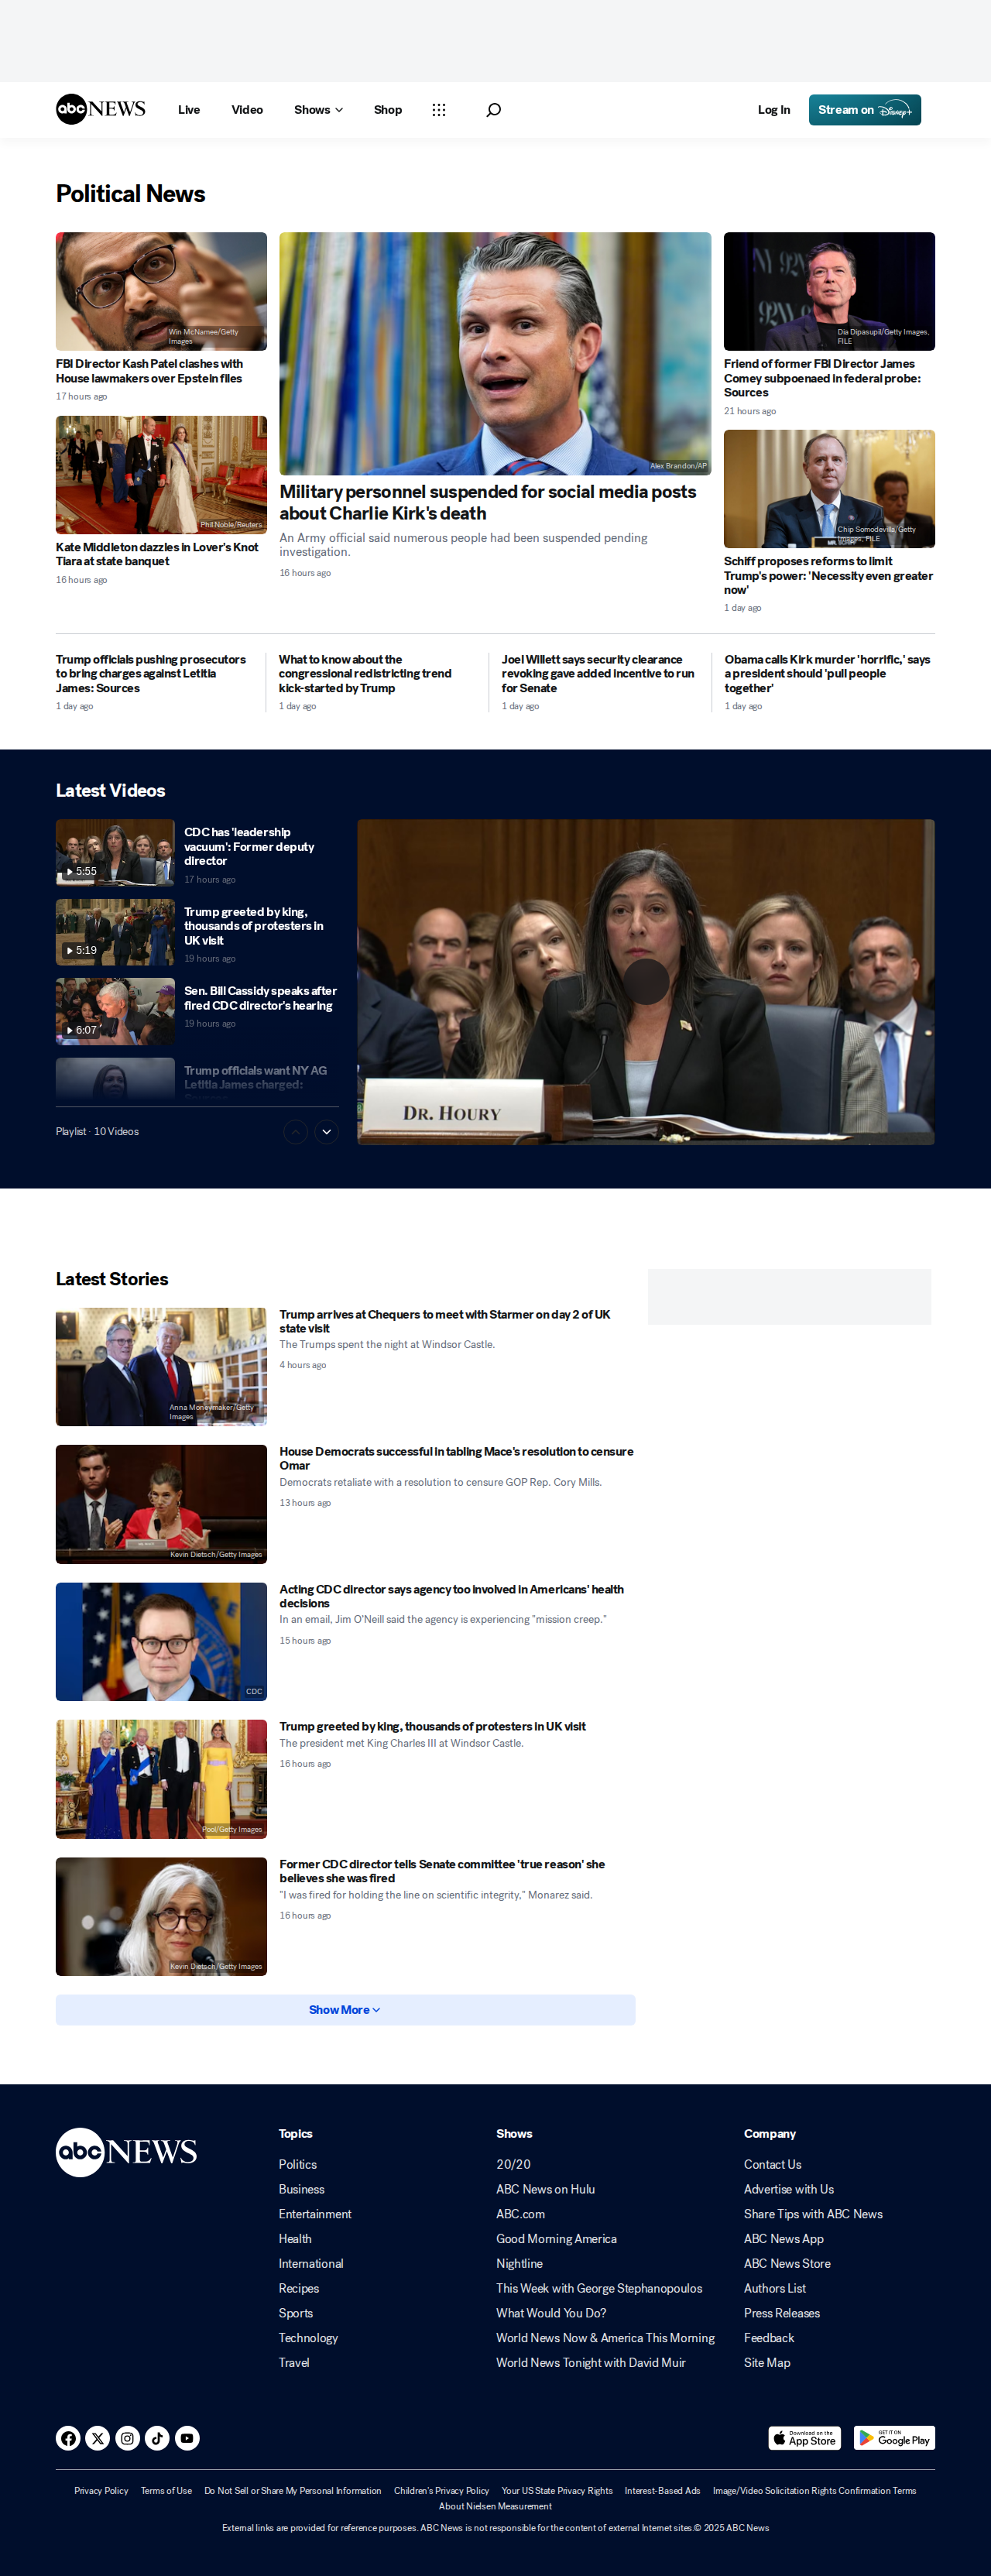 abc NEWS
Live
Video
Shows
Shop
Log In
Stream on Disney+
Political News
Win McNamee/Getty
Images
FBI Director Kash Patel clashes with
House lawmakers over Epstein files
17 hours ago
Phil Noble/Reuters
Kate Middleton dazzles in Lover's Knot
Tiara at state banquet
16 hours ago
Alex Brandon/AP
Military personnel suspended for social media posts
about Charlie Kirk's death
An Army official said numerous people had been suspended pending
investigation.
16 hours ago
Dia Dipasupil/Getty Images,
FILE
Friend of former FBI Director James
Comey subpoenaed in federal probe:
Sources
21 hours ago
Chip Somodevilla/Getty
Images, FILE
MR. SCHIFF
Schiff proposes reforms to limit
Trump's power: 'Necessity even greater
now'
1 day ago
Trump officials pushing prosecutors
to bring charges against Letitia
James: Sources
1 day ago
What to know about the
congressional redistricting trend
kick-started by Trump
1 day ago
Joel Willett says security clearance
revoking gave added incentive to run
for Senate
1 day ago
Obama calls Kirk murder 'horrific,' says
a president should 'pull people
together'
1 day ago
Latest Videos
5:55
CDC has 'leadership
vacuum': Former deputy
director
17 hours ago
5:19
Trump greeted by king,
thousands of protesters in
UK visit
19 hours ago
6:07
Sen. Bill Cassidy speaks after
fired CDC director's hearing
19 hours ago
Trump officials want NY AG
Letitia James charged:
Sources
Playlist · 10 Videos
DR. HOURY
Latest Stories
Anna Moneymaker/Getty
Images
Trump arrives at Chequers to meet with Starmer on day 2 of UK
state visit
The Trumps spent the night at Windsor Castle.
4 hours ago
Kevin Dietsch/Getty Images
House Democrats successful in tabling Mace's resolution to censure
Omar
Democrats retaliate with a resolution to censure GOP Rep. Cory Mills.
13 hours ago
CDC
Acting CDC director says agency too involved in Americans' health
decisions
In an email, Jim O'Neill said the agency is experiencing "mission creep."
15 hours ago
Pool/Getty Images
Trump greeted by king, thousands of protesters in UK visit
The president met King Charles III at Windsor Castle.
16 hours ago
Kevin Dietsch/Getty Images
Former CDC director tells Senate committee 'true reason' she
believes she was fired
"I was fired for holding the line on scientific integrity," Monarez said.
16 hours ago
Show More
abc NEWS
Topics
Politics
Business
Entertainment
Health
International
Recipes
Sports
Technology
Travel
Shows
20/20
ABC News on Hulu
ABC.com
Good Morning America
Nightline
This Week with George Stephanopoulos
What Would You Do?
World News Now & America This Morning
World News Tonight with David Muir
Company
Contact Us
Advertise with Us
Share Tips with ABC News
ABC News App
ABC News Store
Authors List
Press Releases
Feedback
Site Map
Download on the
App Store
GET IT ON
Google Play
Privacy Policy Terms of Use Do Not Sell or Share My Personal Information Children's Privacy Policy Your US State Privacy Rights Interest-Based Ads Image/Video Solicitation Rights Confirmation Terms
About Nielsen Measurement
External links are provided for reference purposes. ABC News is not responsible for the content of external Internet sites.© 2025 ABC News